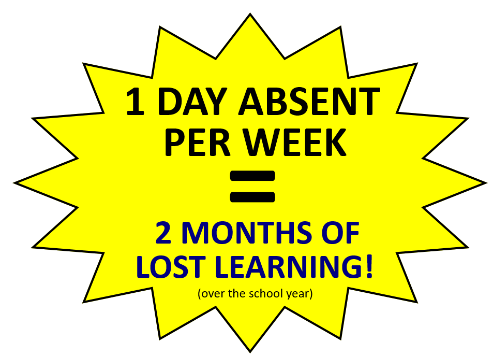 1 DAY ABSENT
PER WEEK
=
2 MONTHS OF
LOST LEARNING!
(over the school year)